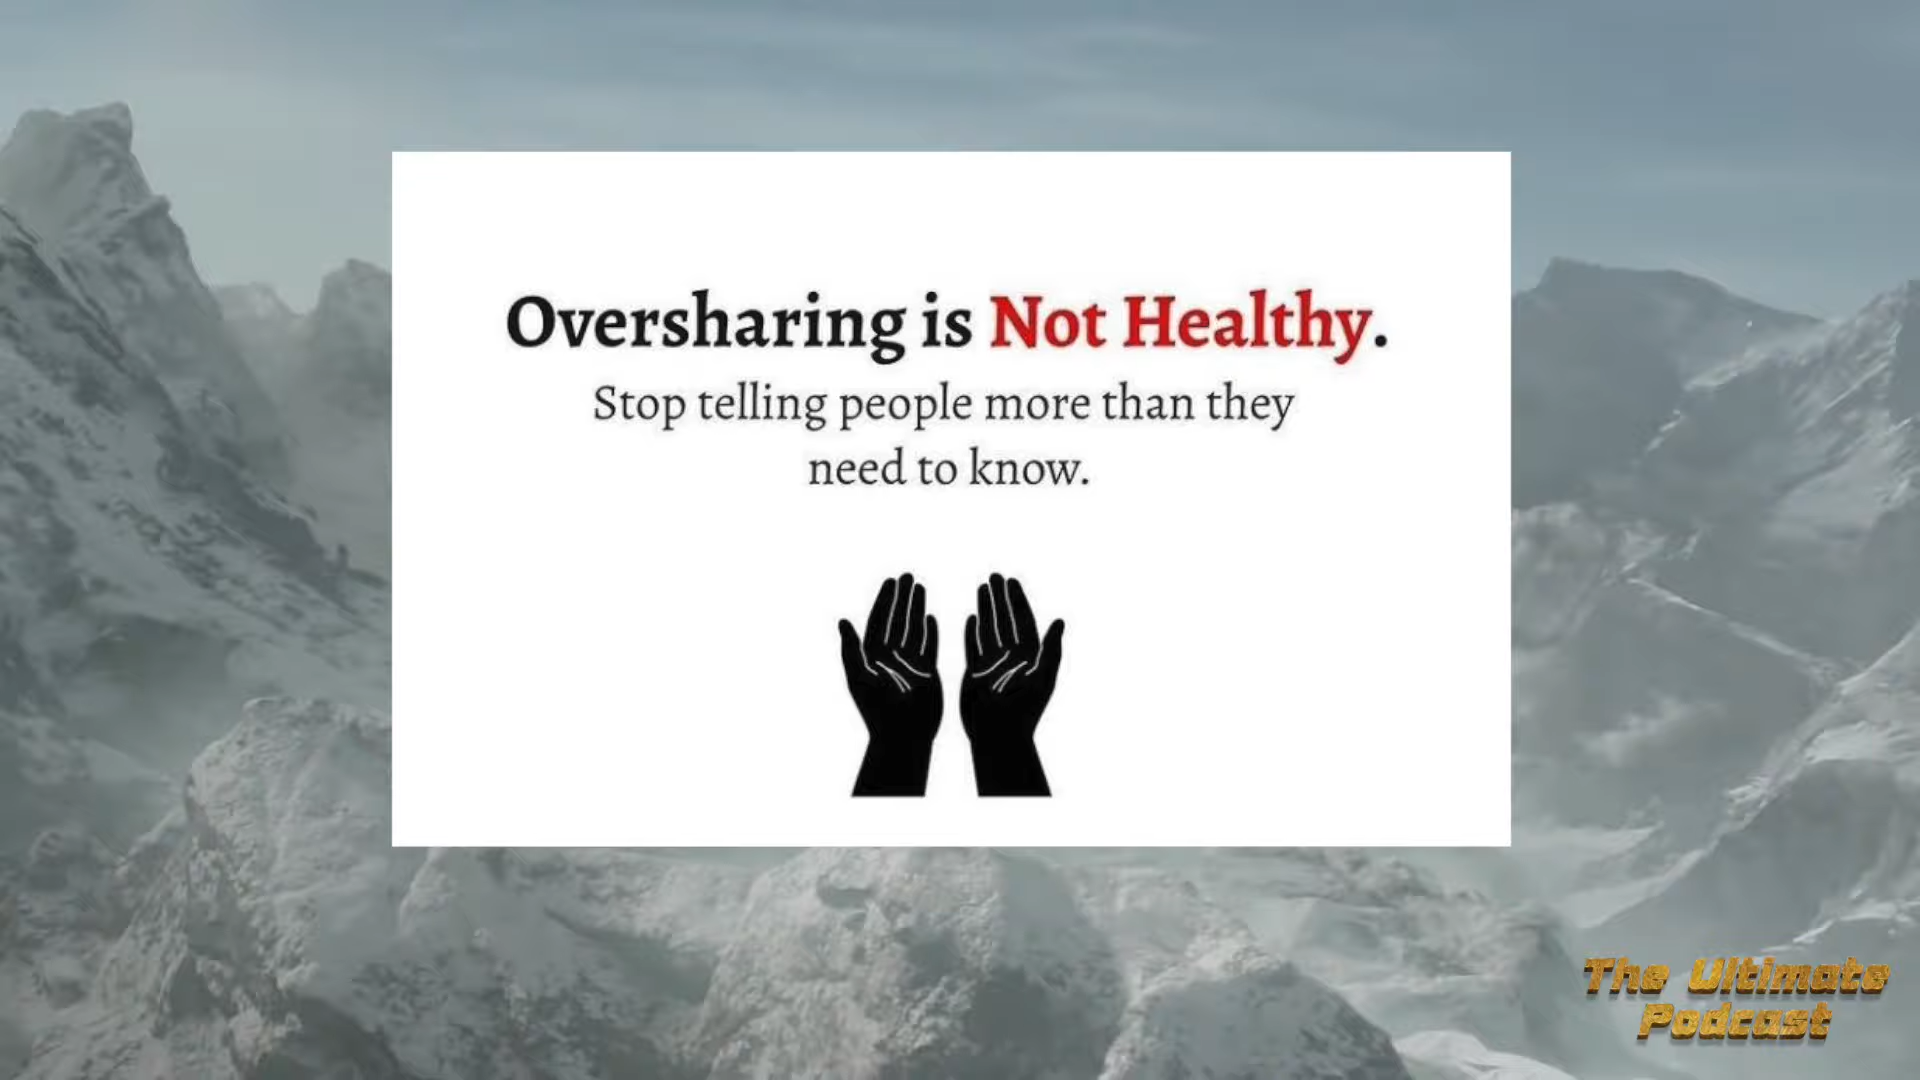 Oversharing is Not Healthy.
Stop telling people more than they
need to know.
The Ultimate
Podcast